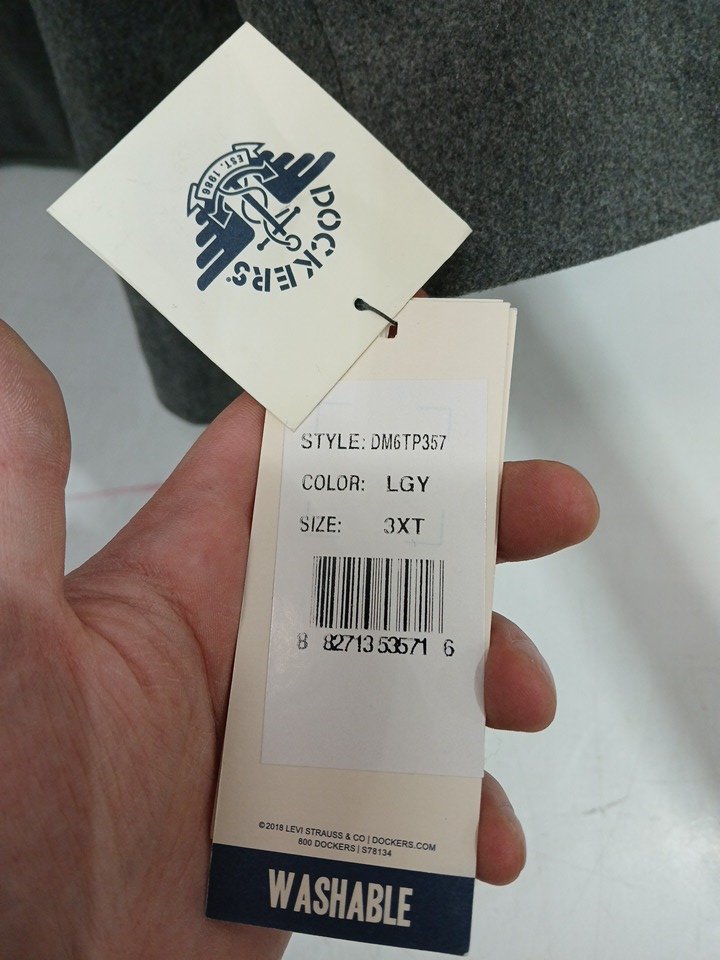 EST. 1986
DOCKERS®
STYLE: DM6TP357
COLOR: LGY
SIZE: 3XT
8 82713 53571 6
©2018 LEVI STRAUSS & CO | DOCKERS.COM
800 DOCKERS | S78134
WASHABLE